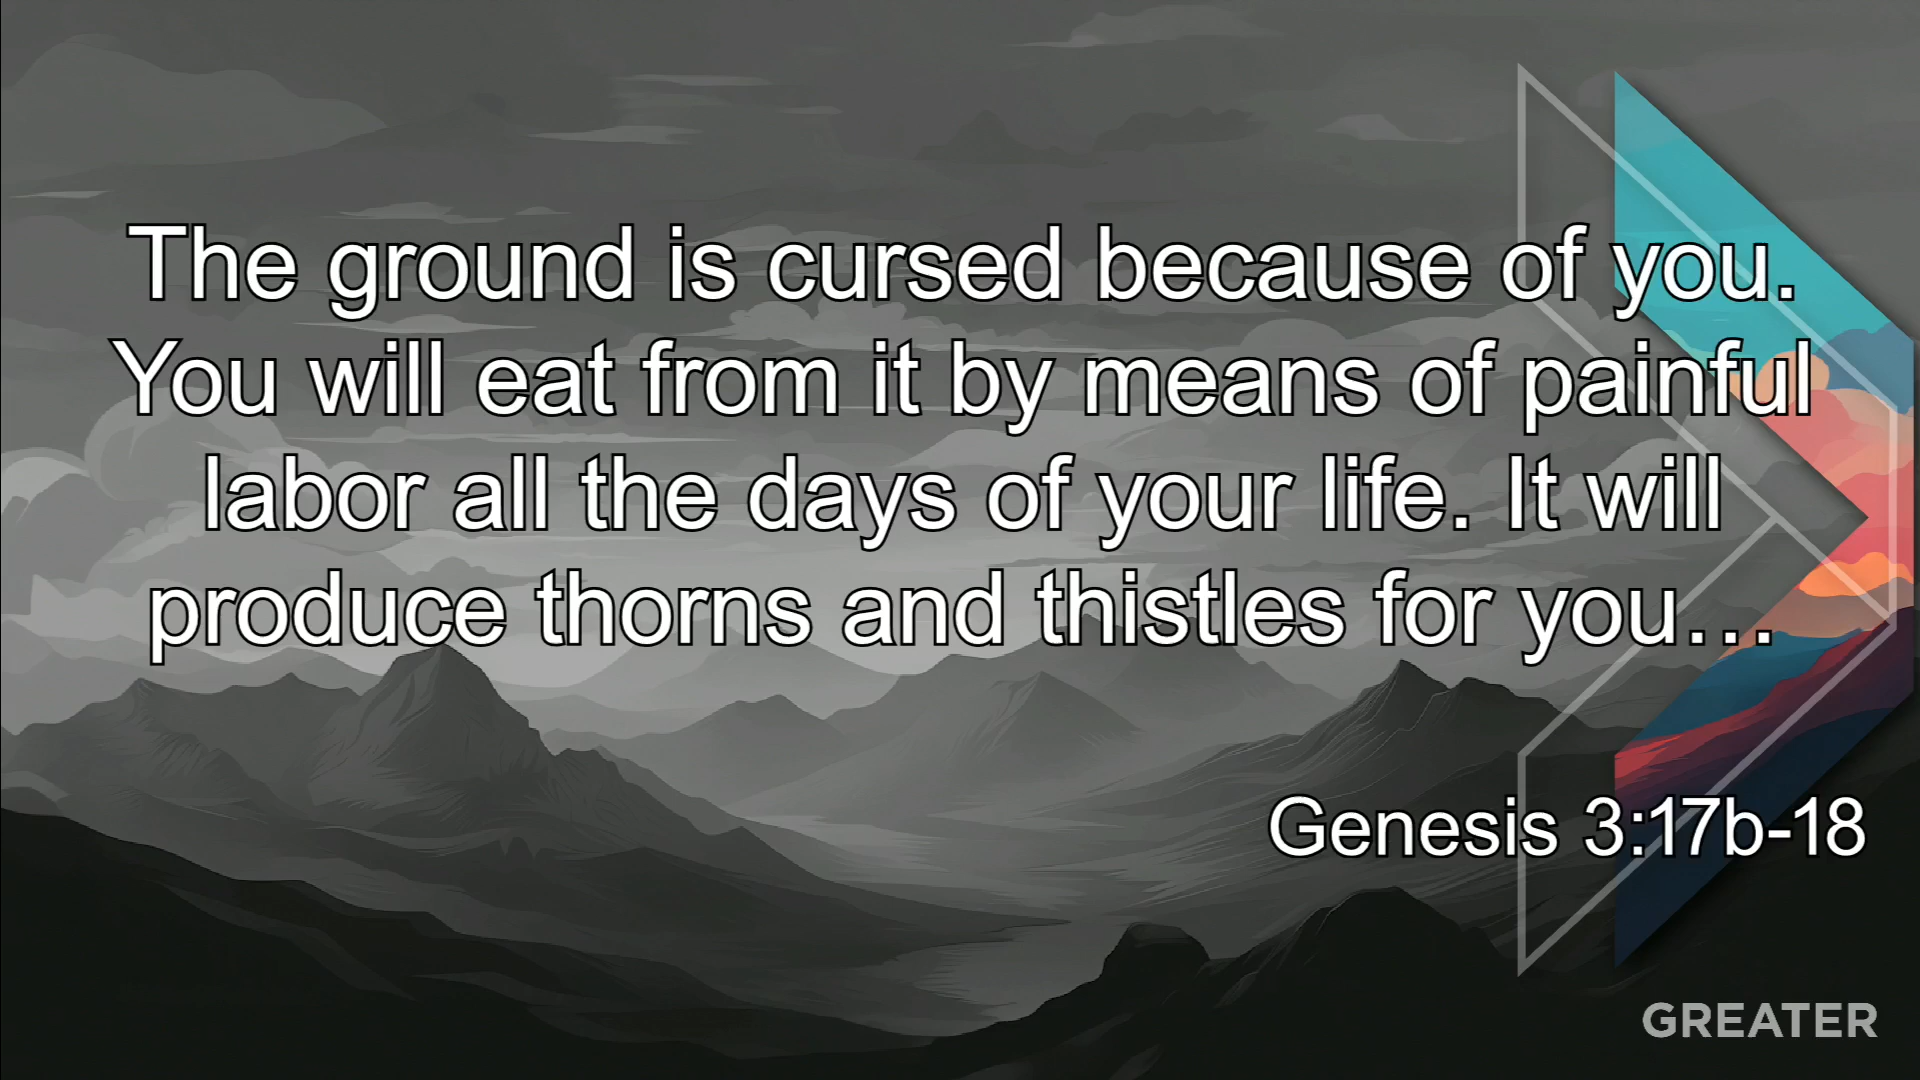 The ground is cursed because of you.
You will eat from it by means of painful
labor all the days of your life. It will
produce thorns and thistles for you…
Genesis 3:17b-18
GREATER